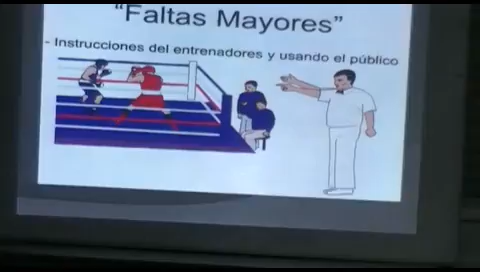 "Faltas Mayores"
- Instrucciones del entrenadores y usando el público